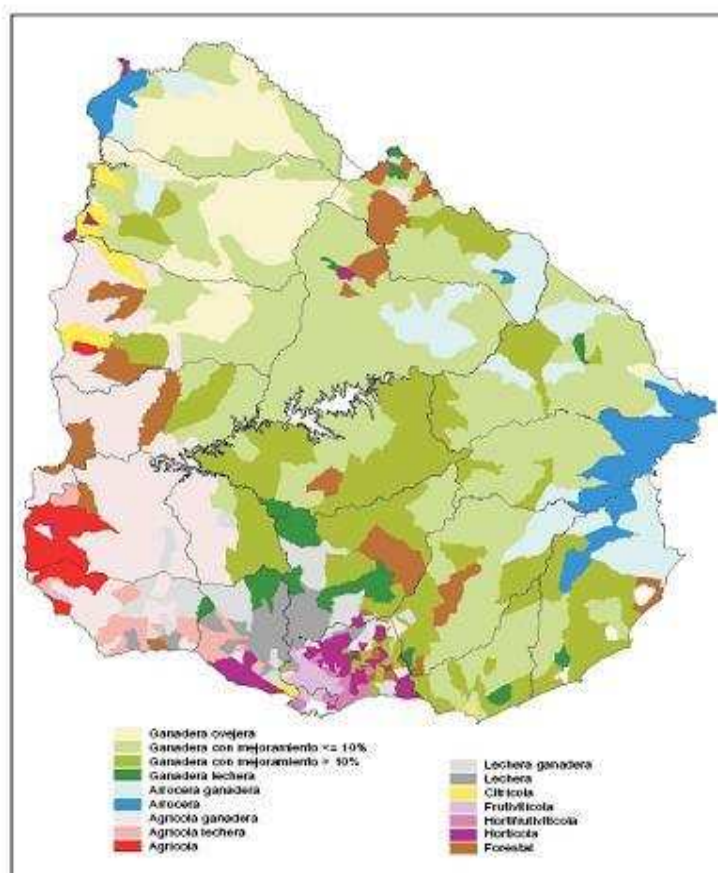 Ganadera ovejera
Ganadera con mejoramiento <= 10%
Ganadera con mejoramiento > 10%
Ganadera lechera
Arrocera ganadera
Arrocera
Agrícola ganadera
Agrícola lechera
Agrícola
Lechera ganadera
Lechera
Citrícola
Frutivitícola
Hortifrutivitícola
Hortícola
Forestal